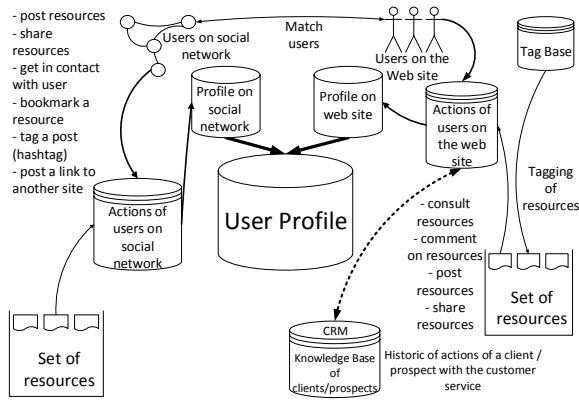 - post resources
- share
resources
- get in contact
with user
- bookmark a
resource
- tag a post
(hashtag)
- post a link to
another site
Users on social
network
Match
users
Users on the
Web site
Tag Base
Profile on
social
network
Profile on
web site
Actions of
users on
the web
site
Tagging
of
resources
User Profile
Actions of
users on
social
network
- consult
resources
- comment
on resources
- post
resources
- share
resources
Set of
resources
Set of
resources
CRM
Knowledge Base
of
clients/prospects
Historic of actions of a client /
prospect with the customer
service